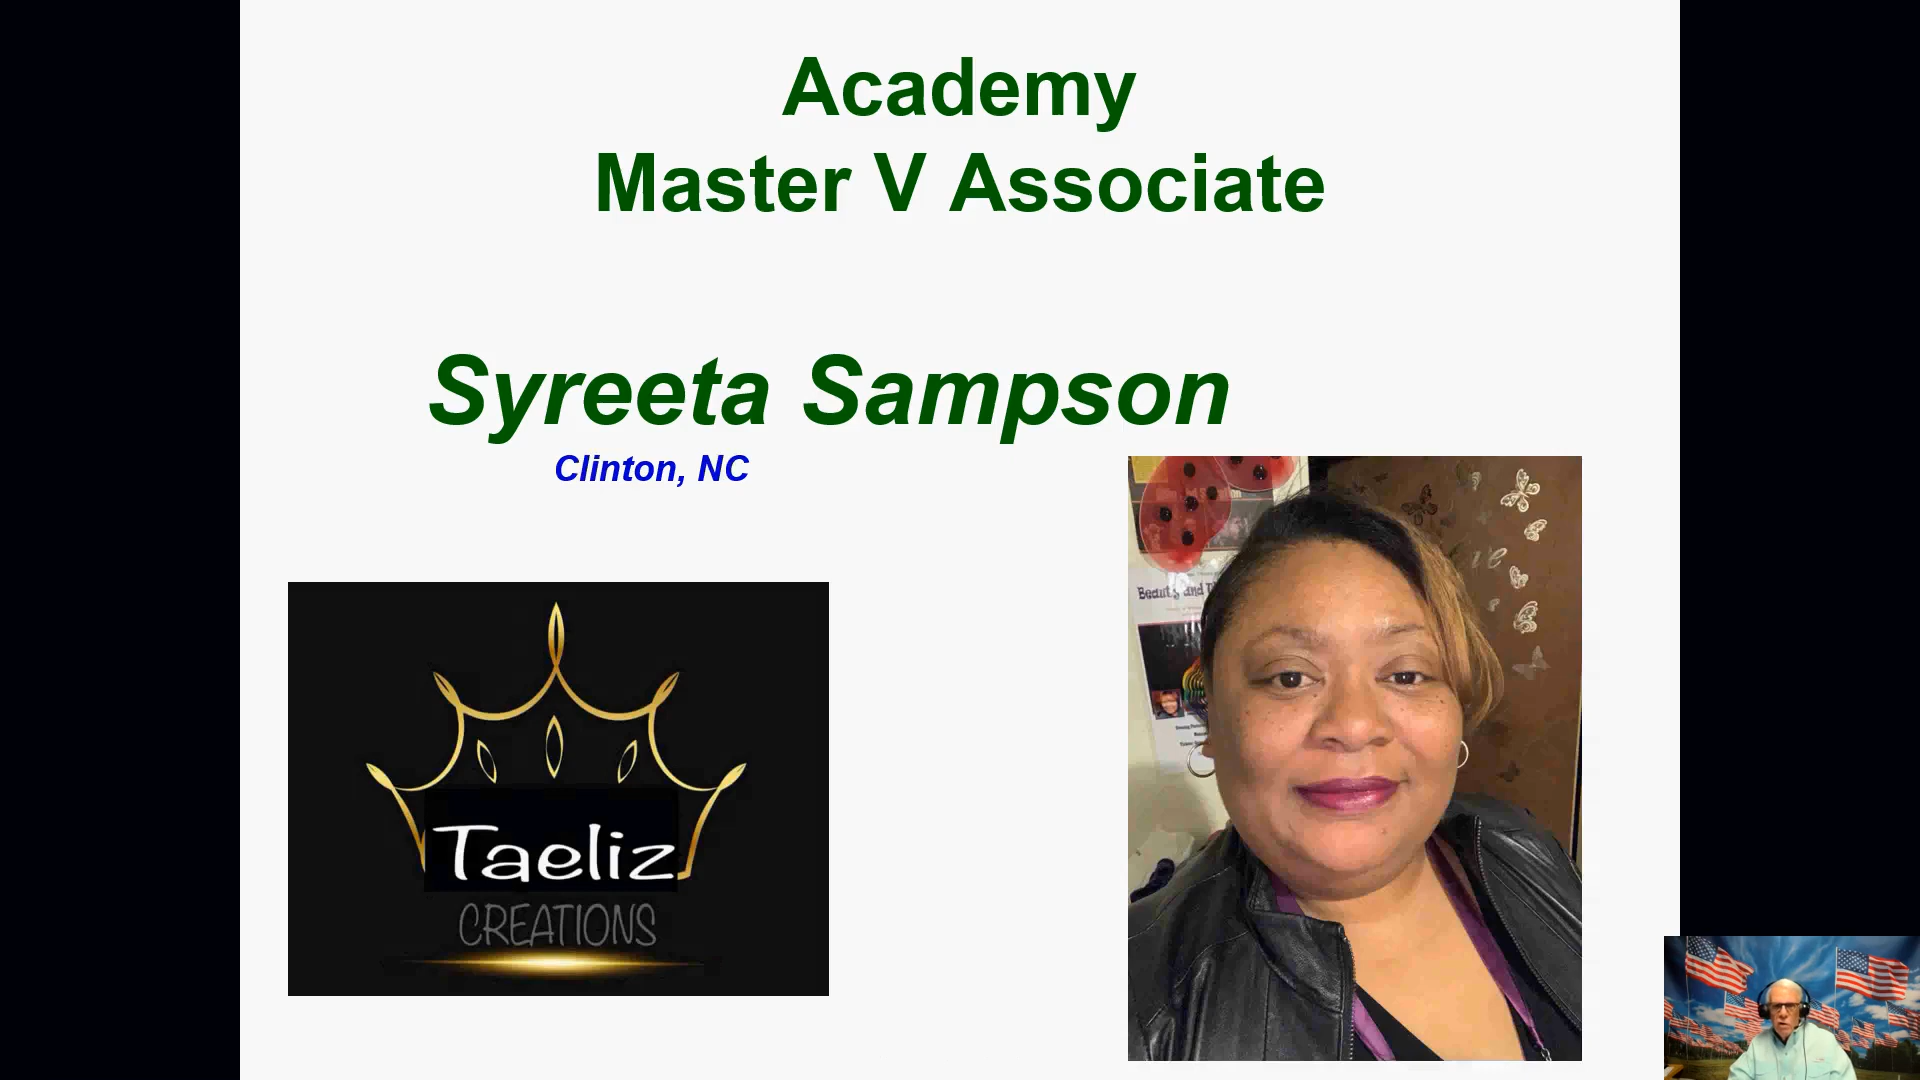 Academy
Master V Associate
Syreeta Sampson
Clinton, NC
Taeliz
CREATIONS